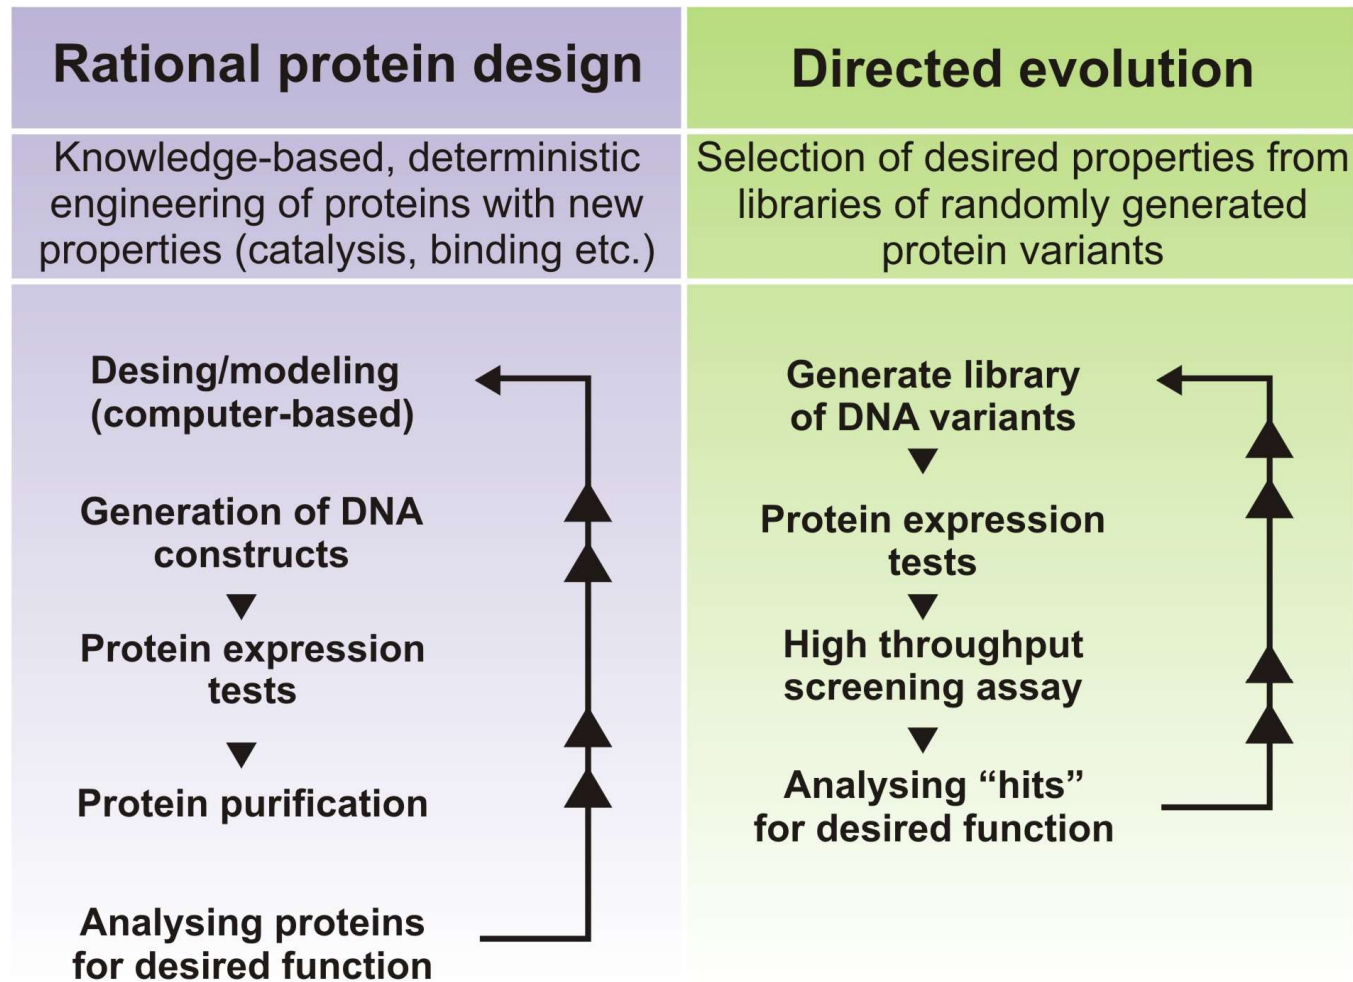 Rational protein design
Knowledge-based, deterministic
engineering of proteins with new
properties (catalysis, binding etc.)
Desing/modeling
(computer-based)
Generation of DNA
constructs
Protein expression
tests
Protein purification
Analysing proteins
for desired function
Directed evolution
Selection of desired properties from
libraries of randomly generated
protein variants
Generate library
of DNA variants
Protein expression
tests
High throughput
screening assay
Analysing “hits”
for desired function